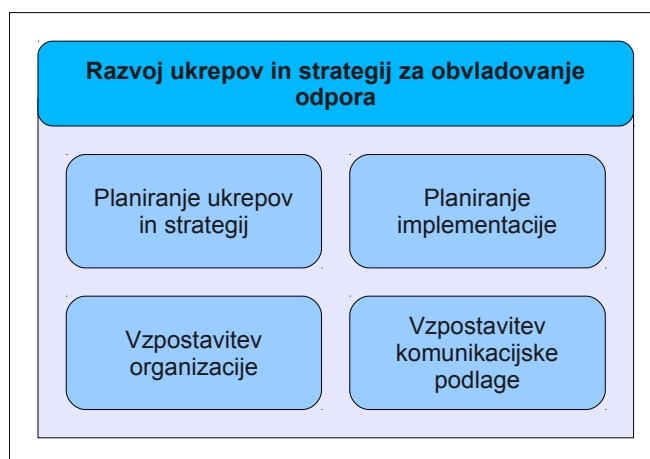 Razvoj ukrepov in strategij za obvladovanje
odpora
Planiranje ukrepov
in strategij
Planiranje
implementacije
Vzpostavitev
organizacije
Vzpostavitev
komunikacijske
podlage